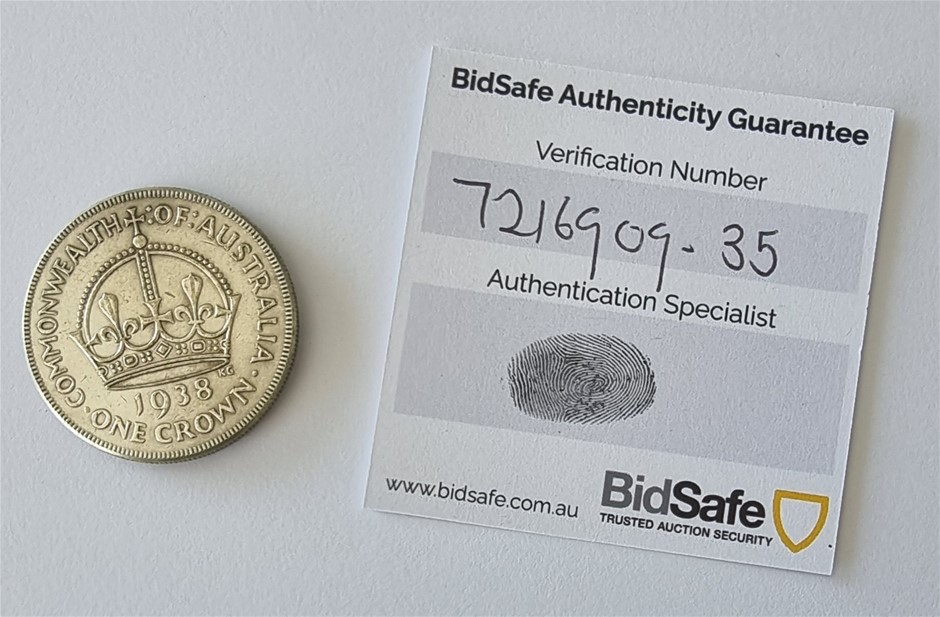 COMMONWEALTH·OF·AUSTRALIA·
KG
1938
·ONE CROWN·
BidSafe Authenticity Guarantee
Verification Number
7216909-35
Authentication Specialist
www.bidsafe.com.au
BidSafe
TRUSTED AUCTION SECURITY